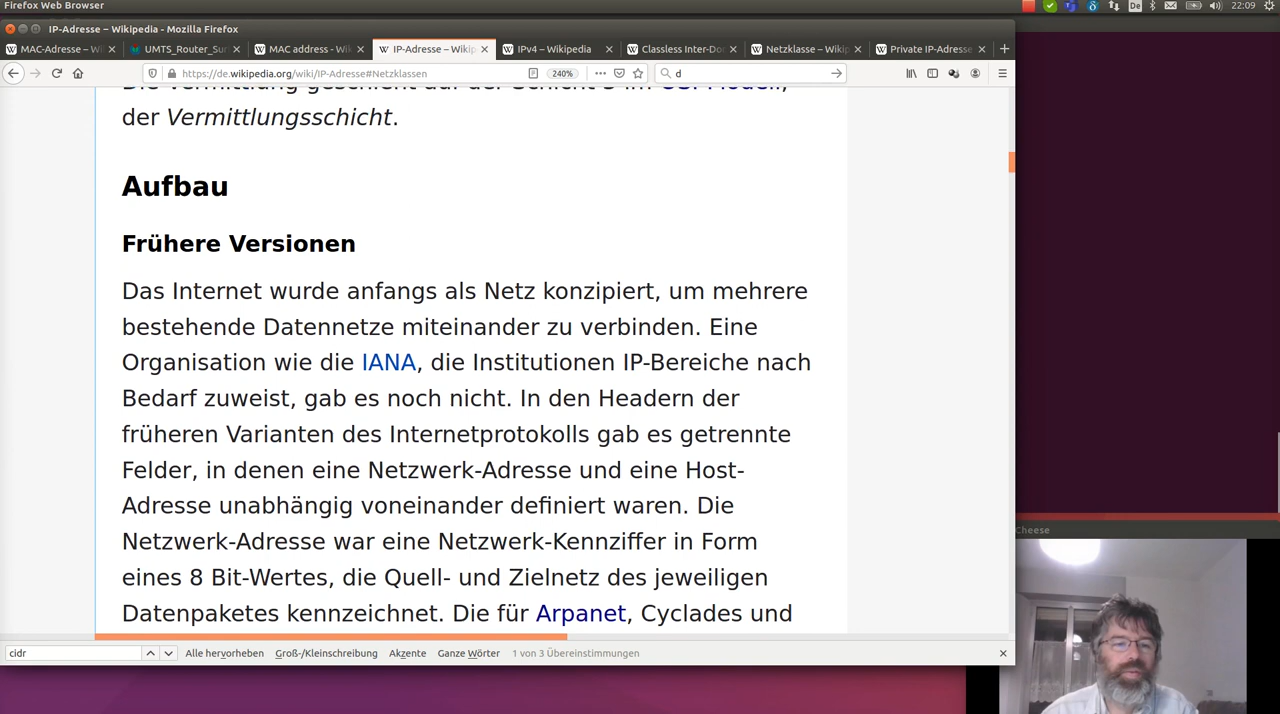 Firefox Web Browser
De
22:09
IP-Adresse – Wikipedia - Mozilla Firefox
MAC-Adresse – Wi
UMTS_Router_Sur
MAC address - Wi
IP-Adresse – Wikip
IPv4 – Wikipedia
Classless Inter-Do
Netzklasse – Wikip
Private IP-Adresse
https://de.wikipedia.org/wiki/IP-Adresse#Netzklassen
240%
d
der Vermittlungsschicht.
Aufbau
Frühere Versionen
Das Internet wurde anfangs als Netz konzipiert, um mehrere
bestehende Datennetze miteinander zu verbinden. Eine
Organisation wie die IANA, die Institutionen IP-Bereiche nach
Bedarf zuweist, gab es noch nicht. In den Headern der
früheren Varianten des Internetprotokolls gab es getrennte
Felder, in denen eine Netzwerk-Adresse und eine Host-
Adresse unabhängig voneinander definiert waren. Die
Netzwerk-Adresse war eine Netzwerk-Kennziffer in Form
eines 8 Bit-Wertes, die Quell- und Zielnetz des jeweiligen
Datenpaketes kennzeichnet. Die für Arpanet, Cyclades und
cidr
Alle hervorheben
Groß-/Kleinschreibung
Akzente
Ganze Wörter
1 von 3 Übereinstimmungen
Cheese